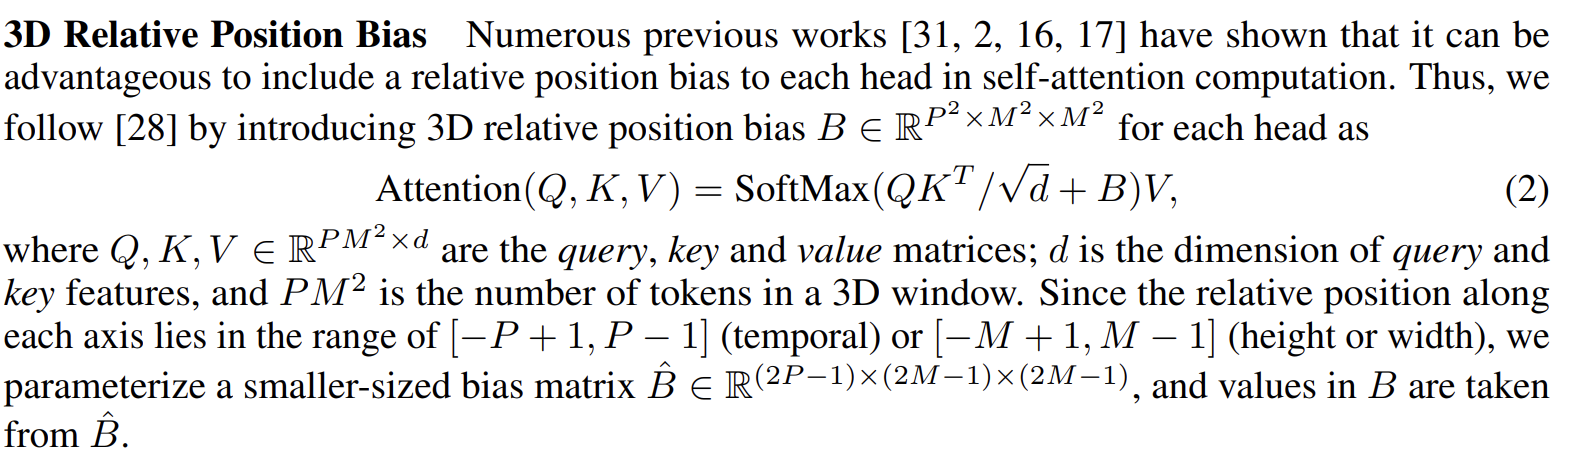 3D Relative Position Bias Numerous previous works [31, 2, 16, 17] have shown that it can be
advantageous to include a relative position bias to each head in self-attention computation. Thus, we
follow [28] by introducing 3D relative position bias $B \in \mathbb{R}^{P^2 \times M^2 \times M^2}$ for each head as
$\text{Attention}(Q, K, V) = \text{SoftMax}(QK^T/\sqrt{d} + B)V,$ (2)
where $Q, K, V \in \mathbb{R}^{PM^2 \times d}$ are the query, key and value matrices; $d$ is the dimension of query and
key features, and $PM^2$ is the number of tokens in a 3D window. Since the relative position along
each axis lies in the range of $[-P + 1, P - 1]$ (temporal) or $[-M + 1, M - 1]$ (height or width), we
parameterize a smaller-sized bias matrix $\hat{B} \in \mathbb{R}^{(2P-1) \times (2M-1) \times (2M-1)}$, and values in $B$ are taken
from $\hat{B}$.